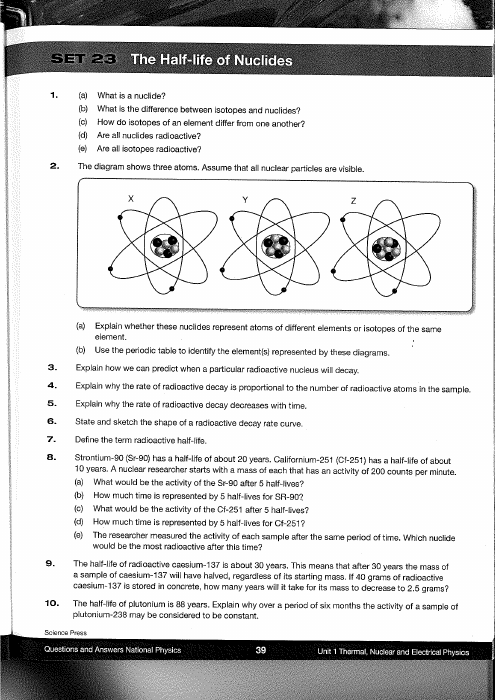 SET 23 The Half-life of Nuclides
1. (a) What is a nuclide?
(b) What is the difference between isotopes and nuclides?
(c) How do isotopes of an element differ from one another?
(d) Are all nuclides radioactive?
(e) Are all isotopes radioactive?
2. The diagram shows three atoms. Assume that all nuclear particles are visible.
X Y Z
(a) Explain whether these nuclides represent atoms of different elements or isotopes of the same
element.
(b) Use the periodic table to identify the element(s) represented by these diagrams.
3. Explain how we can predict when a particular radioactive nucleus will decay.
4. Explain why the rate of radioactive decay is proportional to the number of radioactive atoms in the sample.
5. Explain why the rate of radioactive decay decreases with time.
6. State and sketch the shape of a radioactive decay rate curve.
7. Define the term radioactive half-life.
8. Strontium-90 (Sr-90) has a half-life of about 20 years. Californium-251 (Cf-251) has a half-life of about
10 years. A nuclear researcher starts with a mass of each that has an activity of 200 counts per minute.
(a) What would be the activity of the Sr-90 after 5 half-lives?
(b) How much time is represented by 5 half-lives for SR-90?
(c) What would be the activity of the Cf-251 after 5 half-lives?
(d) How much time is represented by 5 half-lives for Cf-251?
(e) The researcher measured the activity of each sample after the same period of time. Which nuclide
would be the most radioactive after this time?
9. The half-life of radioactive caesium-137 is about 30 years. This means that after 30 years the mass of
a sample of caesium-137 will have halved, regardless of its starting mass. If 40 grams of radioactive
caesium-137 is stored in concrete, how many years will it take for its mass to decrease to 2.5 grams?
10. The half-life of plutonium is 88 years. Explain why over a period of six months the activity of a sample of
plutonium-238 may be considered to be constant.
Science Press
Questions and Answers National Physics 39 Unit 1 Thermal, Nuclear and Electrical Physics